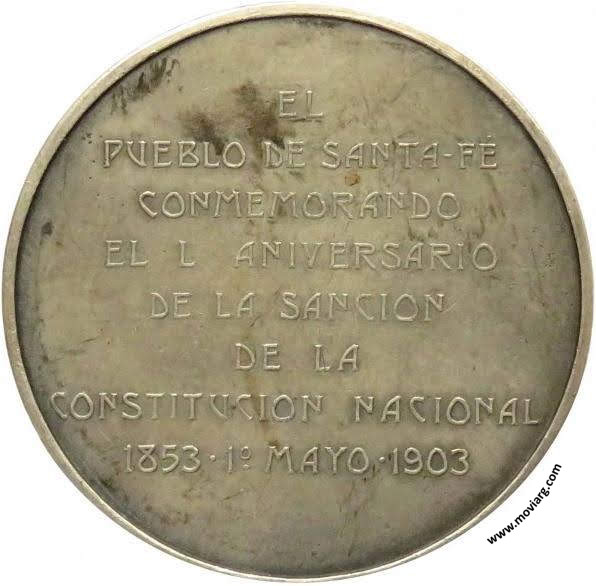 EL
PUEBLO DE SANTA-FÉ
CONMEMORANDO
EL L ANIVERSARIO
DE LA SANCION
DE LA
CONSTITUCION NACIONAL
1853·1º MAYO·1903
www.moviarg.com